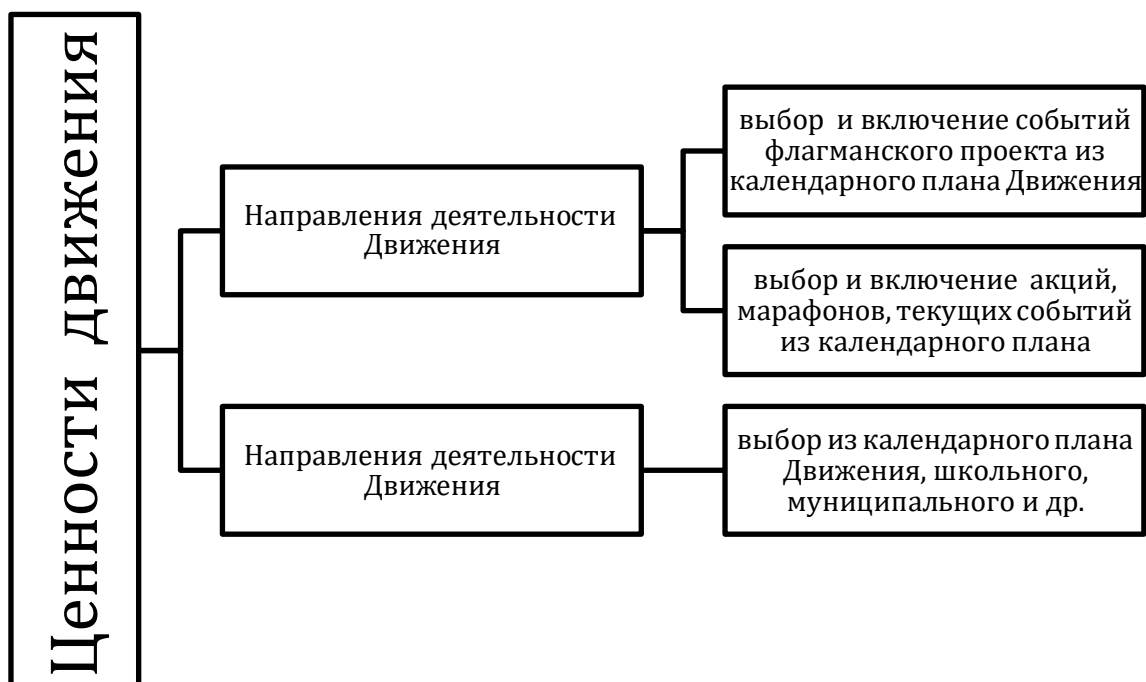 Ценности движения
Направления деятельности
Движения
выбор и включение событий
флагманского проекта из
календарного плана Движения
выбор и включение акций,
марафонов, текущих событий
из календарного плана
Направления деятельности
Движения
выбор из календарного плана
Движения, школьного,
муниципального и др.